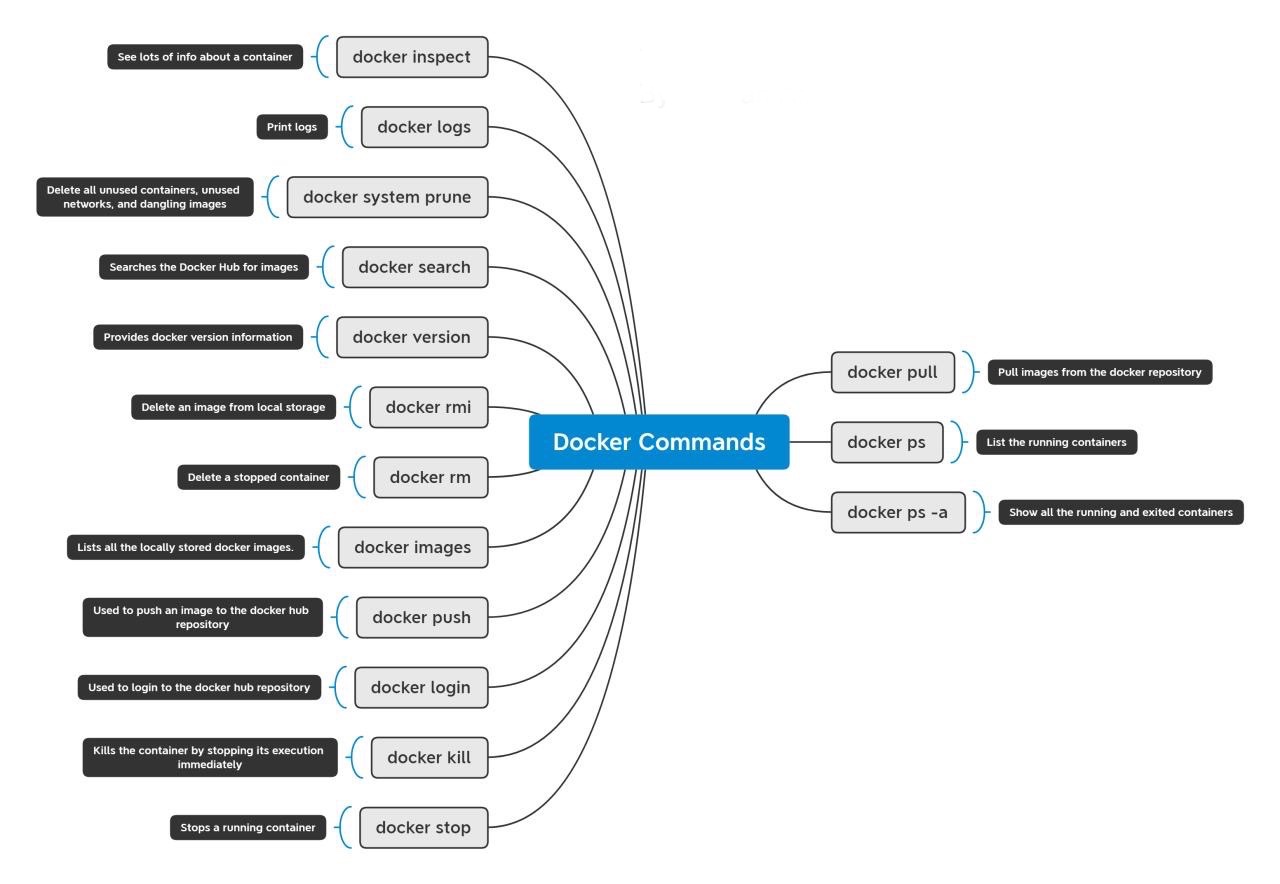 See lots of info about a container
docker inspect
Print logs
docker logs
Delete all unused containers, unused
networks, and dangling images
docker system prune
Searches the Docker Hub for images
docker search
Provides docker version information
docker version
Delete an image from local storage
docker rmi
Delete a stopped container
docker rm
Lists all the locally stored docker images.
docker images
Used to push an image to the docker hub
repository
docker push
Used to login to the docker hub repository
docker login
Kills the container by stopping its execution
immediately
docker kill
Stops a running container
docker stop
Docker Commands
docker pull
Pull images from the docker repository
docker ps
List the running containers
docker ps -a
Show all the running and exited containers